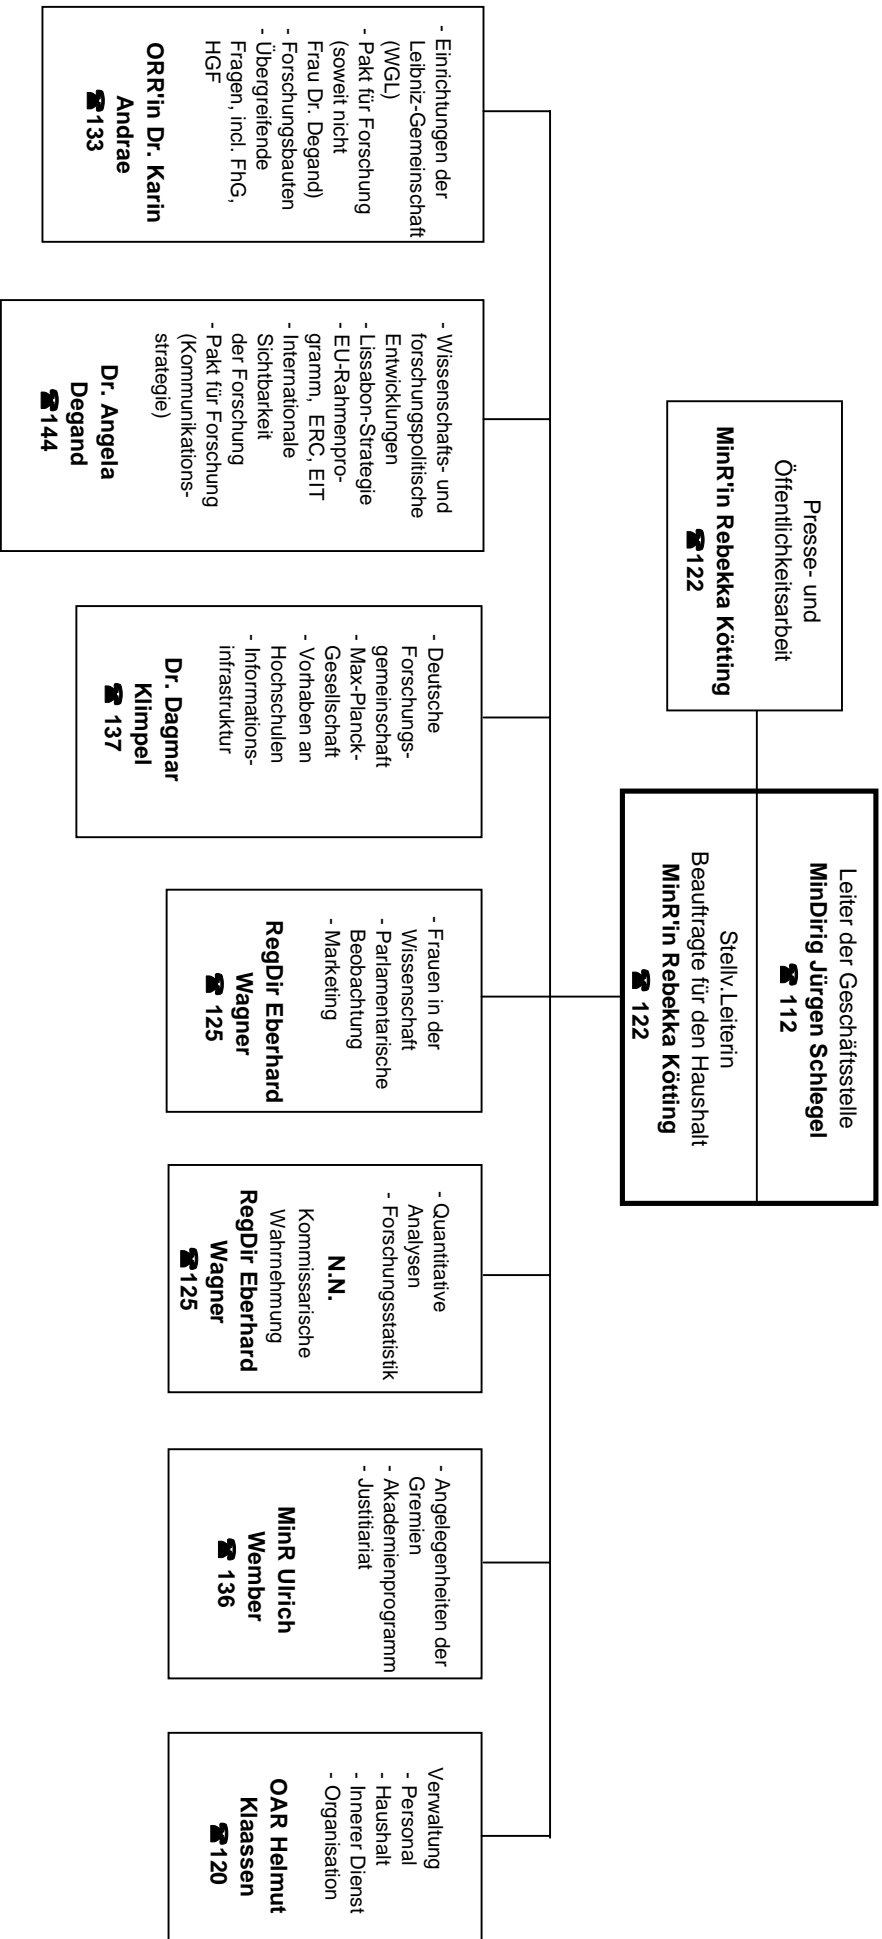 Leiter der Geschäftsstelle
MinDirig Jürgen Schlegel
☎ 112
Stellv.Leiterin
Beauftragte für den Haushalt
MinR'in Rebekka Kötting
☎ 122
Presse- und
Öffentlichkeitsarbeit
MinR'in Rebekka Kötting
☎122
- Einrichtungen der
Leibniz-Gemeinschaft
(WGL)
- Pakt für Forschung
(soweit nicht
Frau Dr. Degand)
- Forschungsbauten
- Übergreifende
Fragen, incl. FhG,
HGF
ORR'in Dr. Karin
Andrae
☎133
- Wissenschafts- und
forschungspolitische
Entwicklungen
- Lissabon-Strategie
- EU-Rahmenpro-
gramm, ERC, EIT
- Internationale
Sichtbarkeit
der Forschung
- Pakt für Forschung
(Kommunikations-
strategie)
Dr. Angela
Degand
☎144
- Deutsche
Forschungs-
gemeinschaft
- Max-Planck-
Gesellschaft
- Vorhaben an
Hochschulen
- Informations-
infrastruktur
Dr. Dagmar
Klimpel
☎ 137
- Frauen in der
Wissenschaft
- Parlamentarische
Beobachtung
- Marketing
RegDir Eberhard
Wagner
☎ 125
- Quantitative
Analysen
- Forschungsstatistik
N.N.
Kommissarische
Wahrnehmung
RegDir Eberhard
Wagner
☎125
- Angelegenheiten der
Gremien
- Akademienprogramm
- Justitiariat
MinR Ulrich
Wember
☎ 136
Verwaltung
- Personal
- Haushalt
- Innerer Dienst
- Organisation
OAR Helmut
Klaassen
☎120